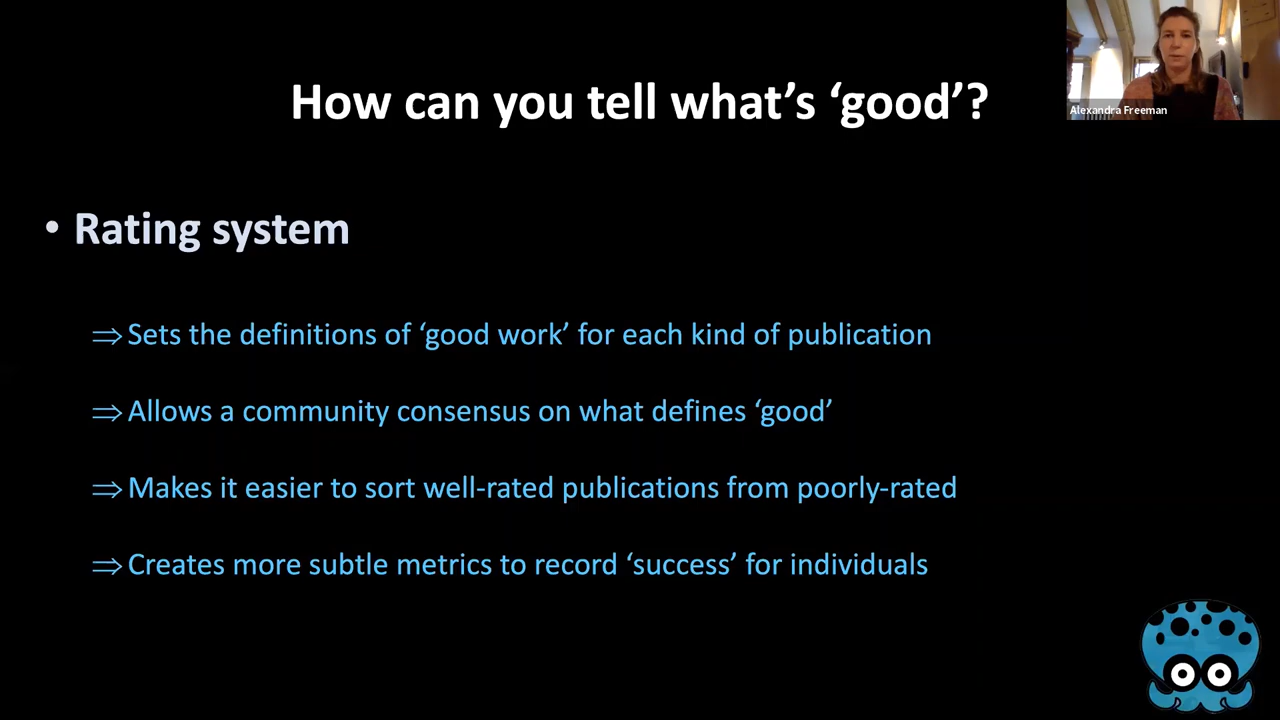 How can you tell what's ‘good’?
Alexandra Freeman
• Rating system
⇒ Sets the definitions of ‘good work’ for each kind of publication
⇒ Allows a community consensus on what defines ‘good’
⇒ Makes it easier to sort well-rated publications from poorly-rated
⇒ Creates more subtle metrics to record ‘success’ for individuals